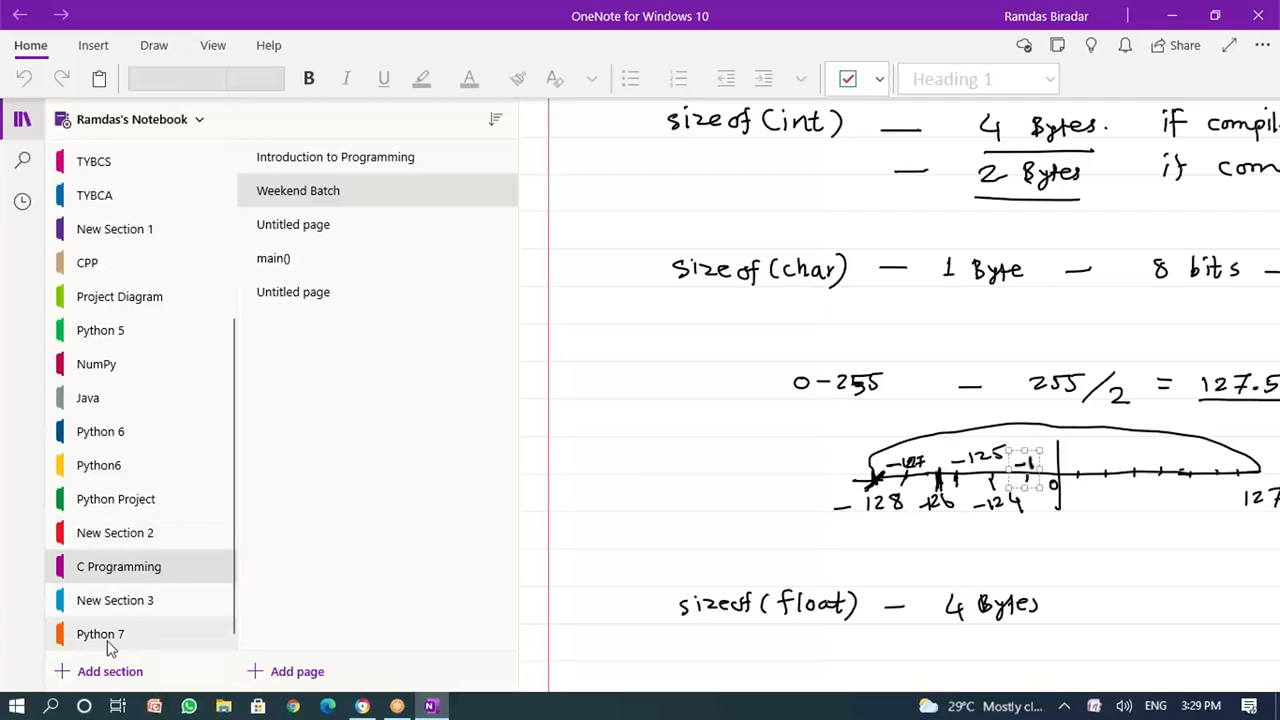 OneNote for Windows 10
Ramdas Biradar
Home Insert Draw View Help
Share
B I U A
Heading 1
Ramdas's Notebook
TYBCS
TYBCA
New Section 1
CPP
Project Diagram
Python 5
NumPy
Java
Python 6
Python6
Python Project
New Section 2
C Programming
New Section 3
Python 7
Add section
Introduction to Programming
Weekend Batch
Untitled page
main()
Untitled page
Add page
sizeof(int) — 4 Bytes. if compil
— 2 Bytes if com
sizeof(char) — 1 Byte — 8 bits —
0-255 — 255/2 = 127.5
-127 -125 -1
-128 -126 -124 0 127
sizeof(float) — 4 Bytes
29°C Mostly cl... ENG 3:29 PM